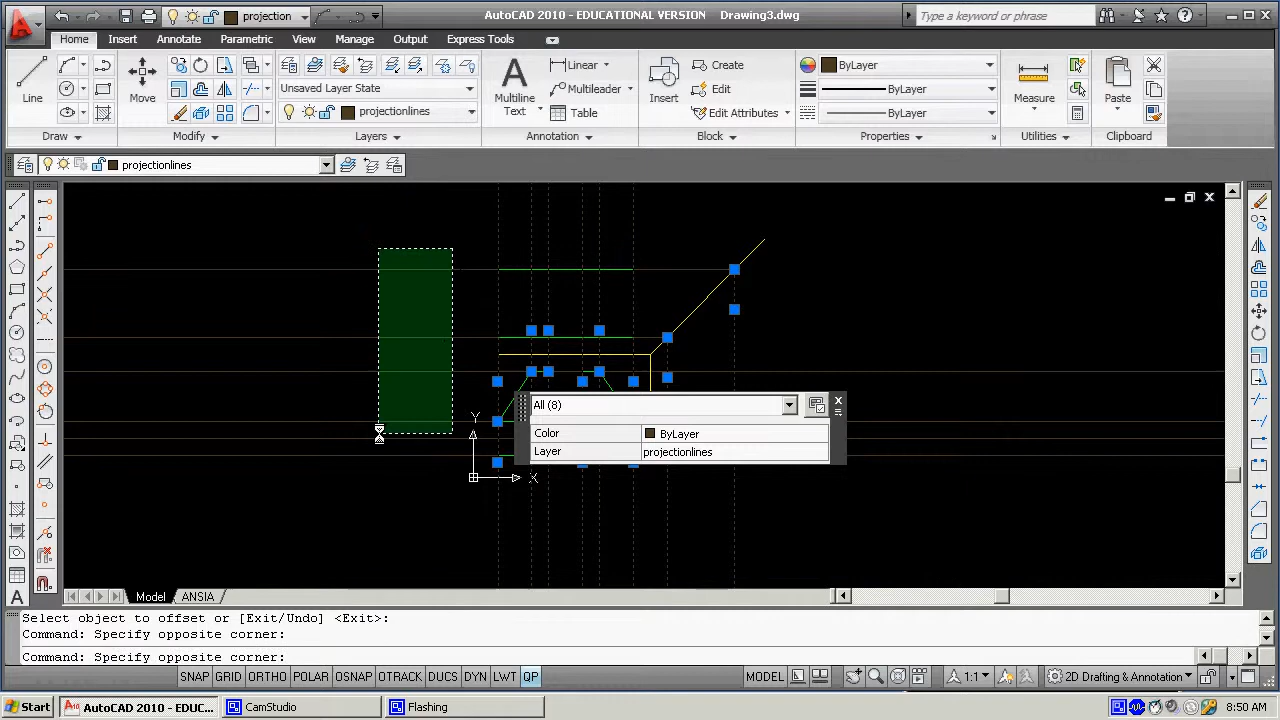 projection
AutoCAD 2010 - EDUCATIONAL VERSION Drawing3.dwg
Type a keyword or phrase
Home Insert Annotate Parametric View Manage Output Express Tools
Line
Move
Unsaved Layer State
projectionlines
Multiline
Text
Linear
Multileader
Table
Insert
Create
Edit
Edit Attributes
ByLayer
ByLayer
ByLayer
Measure
Paste
Draw Modify Layers Annotation Block Properties Utilities Clipboard
projectionlines
Y
X
All (8)
Color ByLayer
Layer projectionlines
Model ANSIA
Select object to offset or [Exit/Undo] <Exit>:
Command: Specify opposite corner:
Command: Specify opposite corner:
SNAP GRID ORTHO POLAR OSNAP OTRACK DUCS DYN LWT QP MODEL 1:1 2D Drafting & Annotation
Start AutoCAD 2010 - EDUC... CamStudio Flashing 8:50 AM